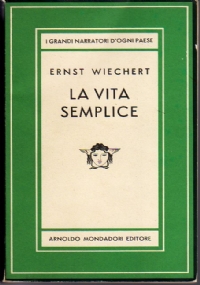 I GRANDI NARRATORI D'OGNI PAESE
ERNST WIECHERT
LA VITA
SEMPLICE
ARNOLDO MONDADORI EDITORE